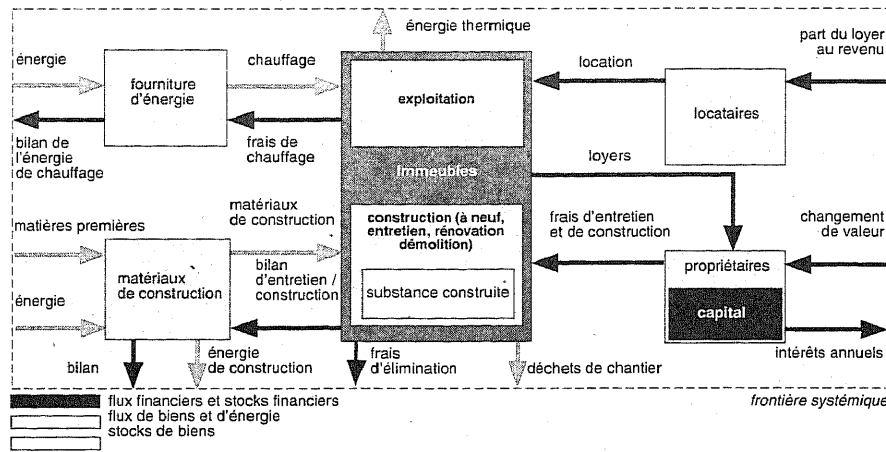 énergie thermique
énergie
chauffage
part du loyer
au revenu
fourniture
d'énergie
exploitation
location
locataires
bilan de
l'énergie
de chauffage
frais de
chauffage
Immeubles
loyers
matières premières
matériaux
de construction
construction (à neuf,
entretien, rénovation
démolition)
frais d'entretien
et de construction
changement
de valeur
matériaux
de construction
bilan
d'entretien /
construction
substance construite
propriétaires
capital
énergie
bilan
énergie
de construction
frais
d'élimination
déchets de chantier
intérêts annuels
flux financiers et stocks financiers
flux de biens et d'énergie
stocks de biens
frontière systémique